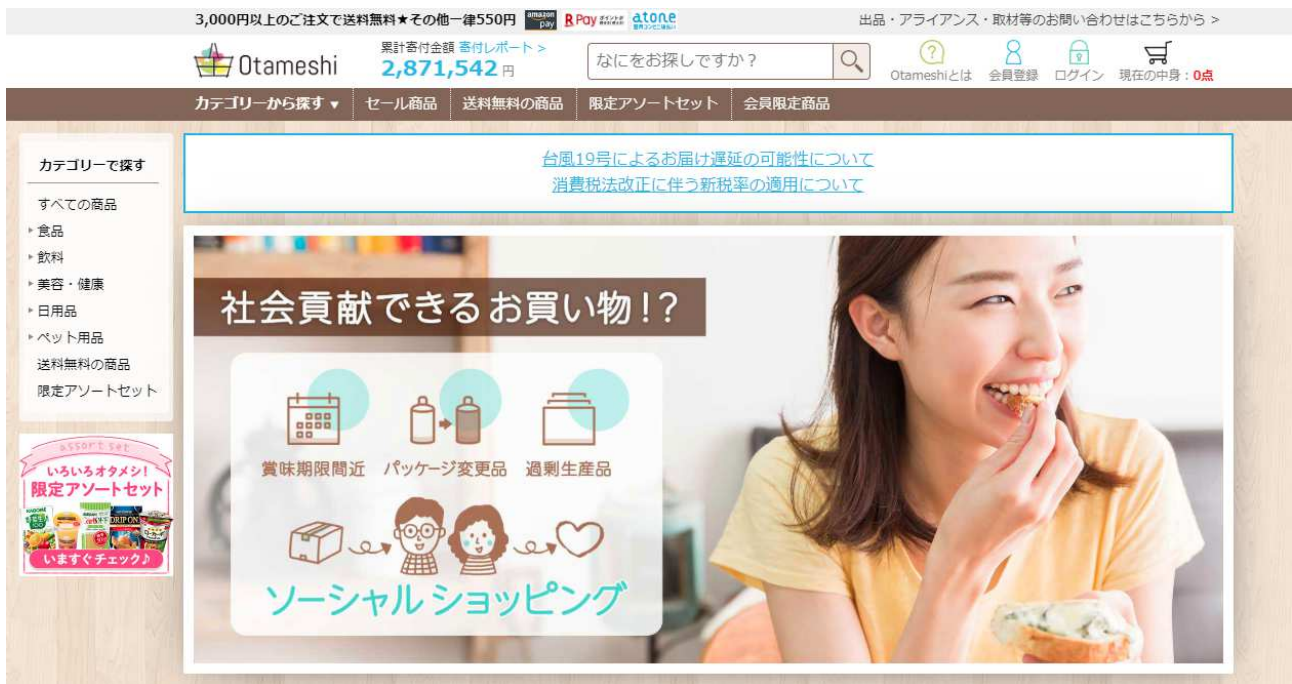 3,000円以上のご注文で送料無料★その他一律550円 amazon pay R Pay atone
出品・アライアンス・取材等のお問い合わせはこちらから >
Otameshi
累計寄付金額 寄付レポート >
2,871,542 円
なにをお探しですか？
Otameshiとは 会員登録 ログイン 現在の中身：0点
カテゴリーから探す ▼ セール商品 送料無料の商品 限定アソートセット 会員限定商品
カテゴリーで探す
すべての商品
食品
飲料
美容・健康
日用品
ペット用品
送料無料の商品
限定アソートセット
assort set
いろいろオタメシ！
限定アソートセット
DRIP ON
いますぐチェック♪
台風19号によるお届け遅延の可能性について
消費税法改正に伴う新税率の適用について
社会貢献できるお買い物！？
賞味期限間近 パッケージ変更品 過剰生産品
ソーシャルショッピング